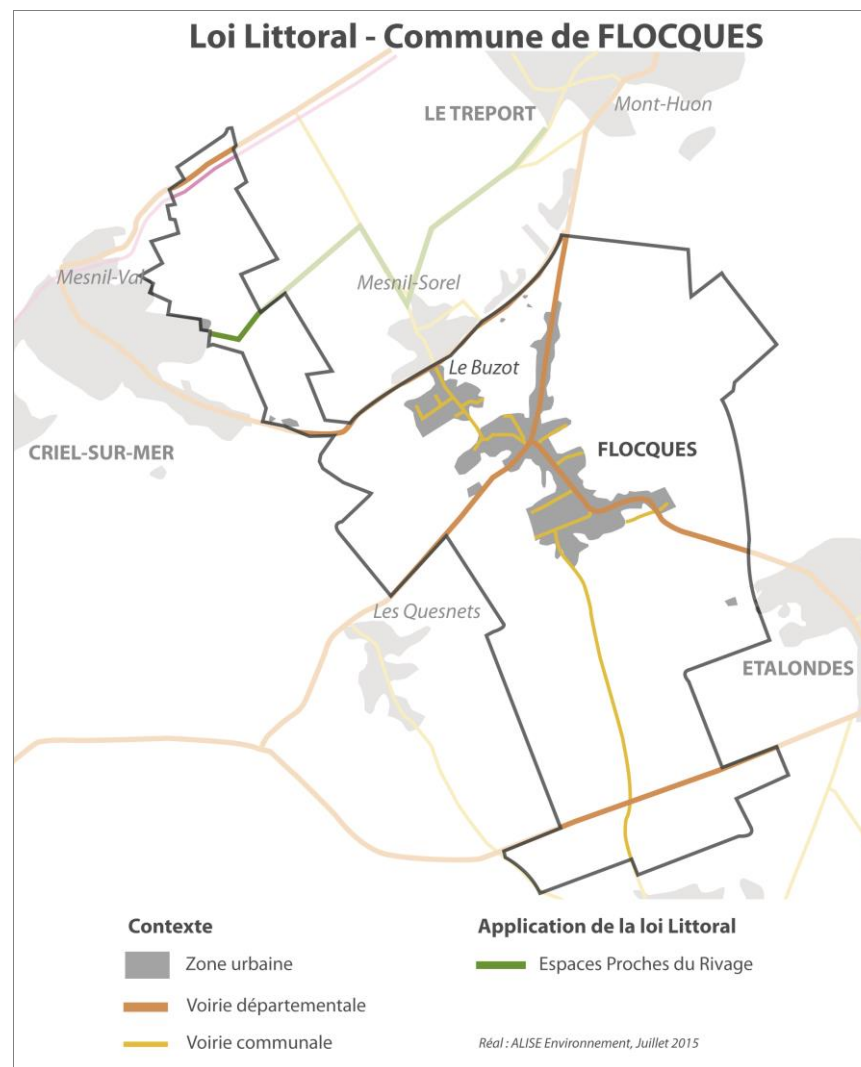 Loi Littoral - Commune de FLOCQUES
Mont-Huon
LE TREPORT
Mesnil-Val
Mesnil-Sorel
Le Buzot
CRIEL-SUR-MER
FLOCQUES
Les Quesnets
ETALONDES
Contexte
Zone urbaine
Voirie départementale
Voirie communale
Application de la loi Littoral
Espaces Proches du Rivage
Réal : ALISE Environnement, Juillet 2015